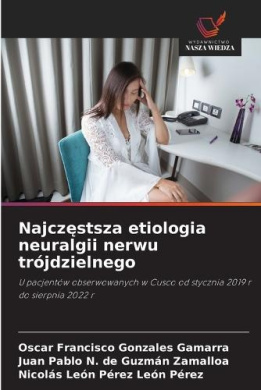 WYDAWNICTWO
NASZA WIEDZA
Najczęstsza etiologia
neuralgii nerwu
trójdzielnego
U pacjentów obserwowanych w Cusco od stycznia 2019 r
do sierpnia 2022 r
Oscar Francisco Gonzales Gamarra
Juan Pablo N. de Guzmán Zamalloa
Nicolás León Pérez León Pérez